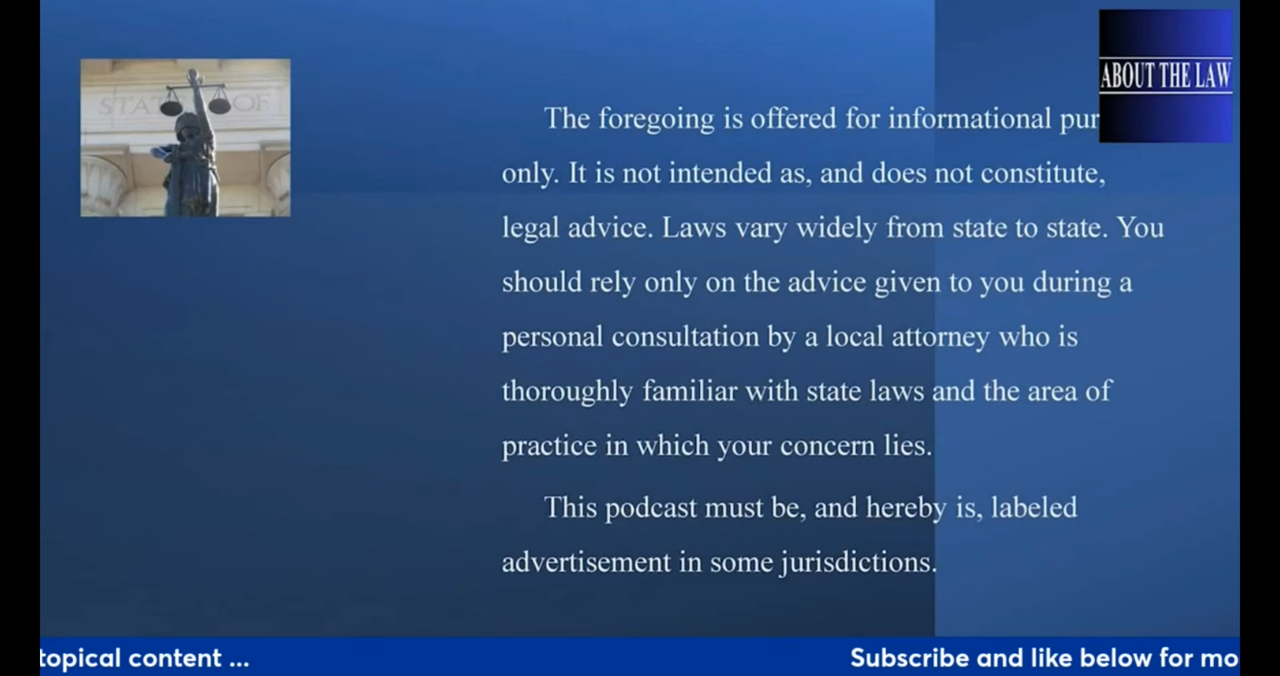 ABOUT THE LAW
STATE OF
The foregoing is offered for informational pur
only. It is not intended as, and does not constitute,
legal advice. Laws vary widely from state to state. You
should rely only on the advice given to you during a
personal consultation by a local attorney who is
thoroughly familiar with state laws and the area of
practice in which your concern lies.
This podcast must be, and hereby is, labeled
advertisement in some jurisdictions.
topical content ...
Subscribe and like below for mo